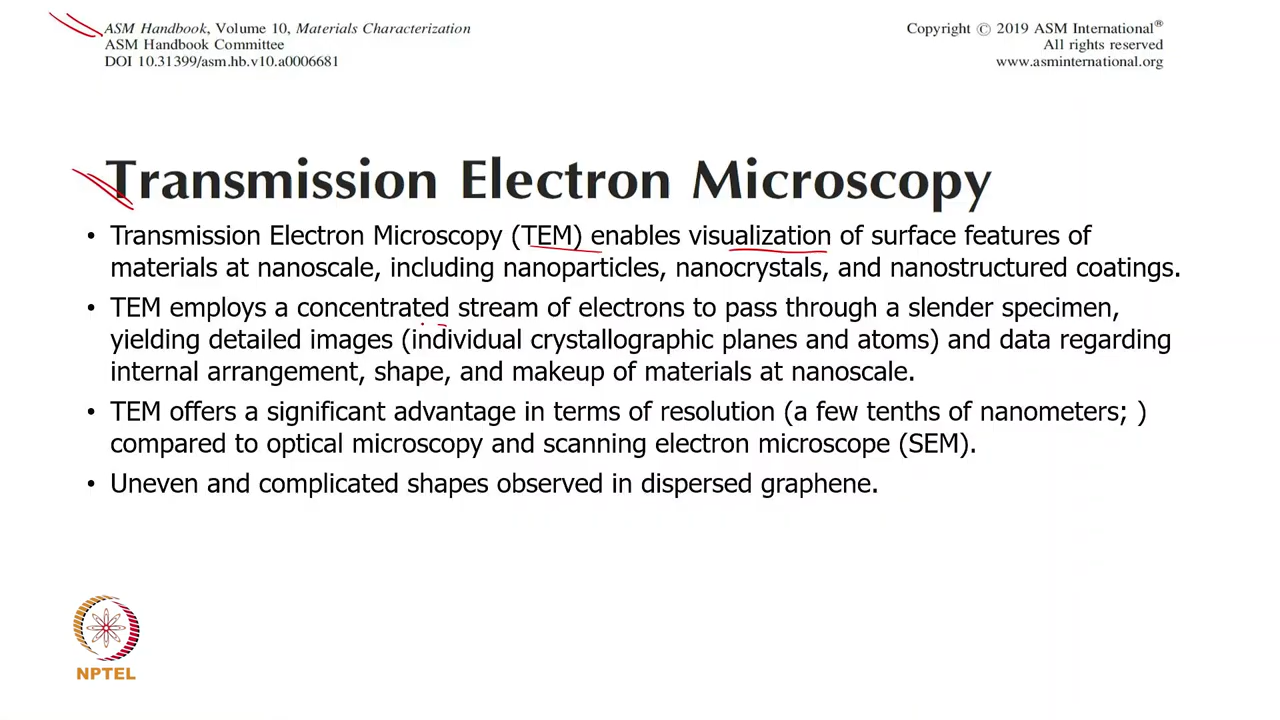 ASM Handbook, Volume 10, Materials Characterization
ASM Handbook Committee
DOI 10.31399/asm.hb.v10.a0006681
Copyright © 2019 ASM International®
All rights reserved
www.asminternational.org
Transmission Electron Microscopy
• Transmission Electron Microscopy (TEM) enables visualization of surface features of
materials at nanoscale, including nanoparticles, nanocrystals, and nanostructured coatings.
• TEM employs a concentrated stream of electrons to pass through a slender specimen,
yielding detailed images (individual crystallographic planes and atoms) and data regarding
internal arrangement, shape, and makeup of materials at nanoscale.
• TEM offers a significant advantage in terms of resolution (a few tenths of nanometers; )
compared to optical microscopy and scanning electron microscope (SEM).
• Uneven and complicated shapes observed in dispersed graphene.
NPTEL